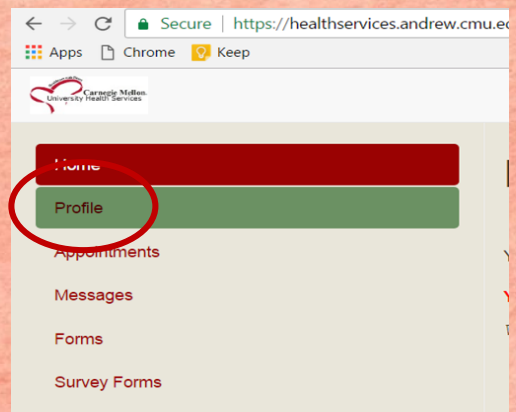 Secure | https://healthservices.andrew.cmu.e
Apps Chrome Keep
Carnegie Mellon.
University Health Services
Home
Profile
Appointments
Messages
Forms
Survey Forms